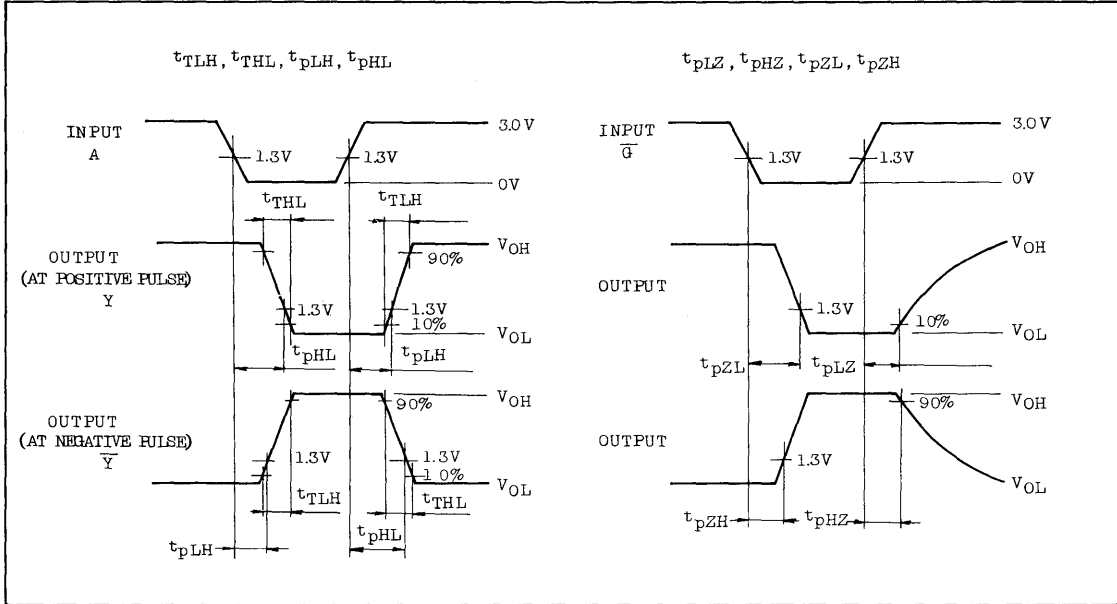 tTLH, tTHL, tpLH, tpHL
INPUT
A
3.0V
1.3V
1.3V
0V
tTHL
tTLH
OUTPUT
(AT POSITIVE PULSE)
Y
VOH
90%
1.3V
1.3V
10%
VOL
tpHL
tpLH
OUTPUT
(AT NEGATIVE PULSE)
Y̅
VOH
90%
1.3V
1.3V
10%
VOL
tTLH
tTHL
tpLH
tpHL
tpLZ, tpHZ, tpZL, tpZH
INPUT
G̅
3.0V
1.3V
1.3V
0V
OUTPUT
VOH
1.3V
10%
VOL
tpZL
tpLZ
OUTPUT
VOH
90%
1.3V
VOL
tpZH
tpHZ